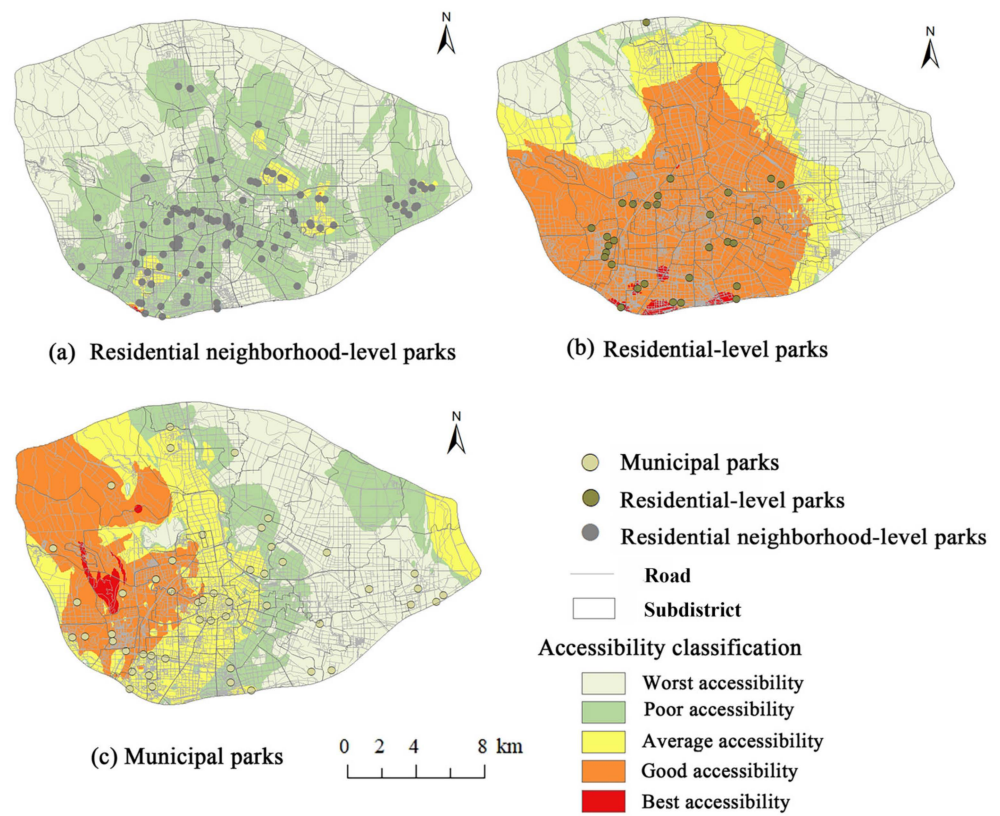 N
N
(a) Residential neighborhood-level parks
(b) Residential-level parks
N
Municipal parks
Residential-level parks
Residential neighborhood-level parks
Road
Subdistrict
Accessibility classification
Worst accessibility
Poor accessibility
Average accessibility
Good accessibility
Best accessibility
(c) Municipal parks
0 2 4 8 km